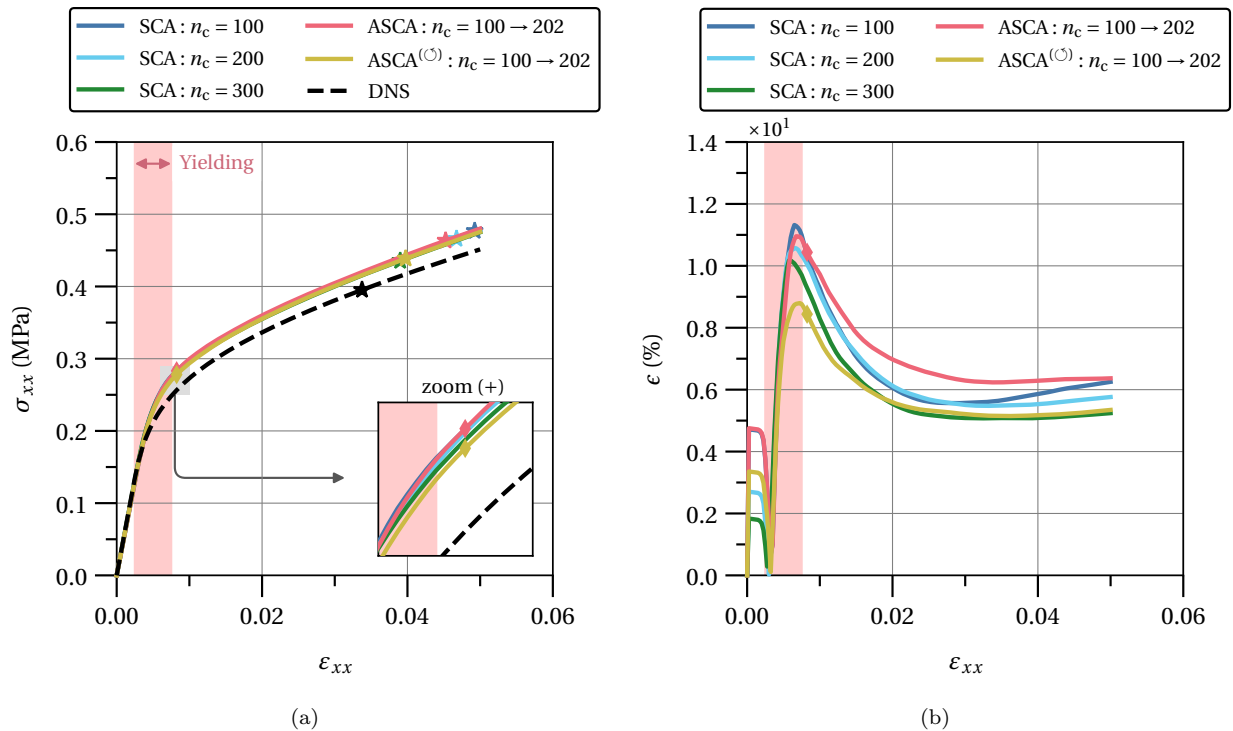 SCA : n_c = 100
ASCA : n_c = 100 → 202
SCA : n_c = 200
ASCA^(↺) : n_c = 100 → 202
SCA : n_c = 300
DNS
0.6
0.5
0.4
0.3
0.2
0.1
0.0
σ_xx (MPa)
Yielding
zoom (+)
0.00
0.02
0.04
0.06
ε_xx
(a)
SCA : n_c = 100
ASCA : n_c = 100 → 202
SCA : n_c = 200
ASCA^(↺) : n_c = 100 → 202
SCA : n_c = 300
×10^1
1.4
1.2
1.0
0.8
0.6
0.4
0.2
0.0
ϵ (%)
0.00
0.02
0.04
0.06
ε_xx
(b)